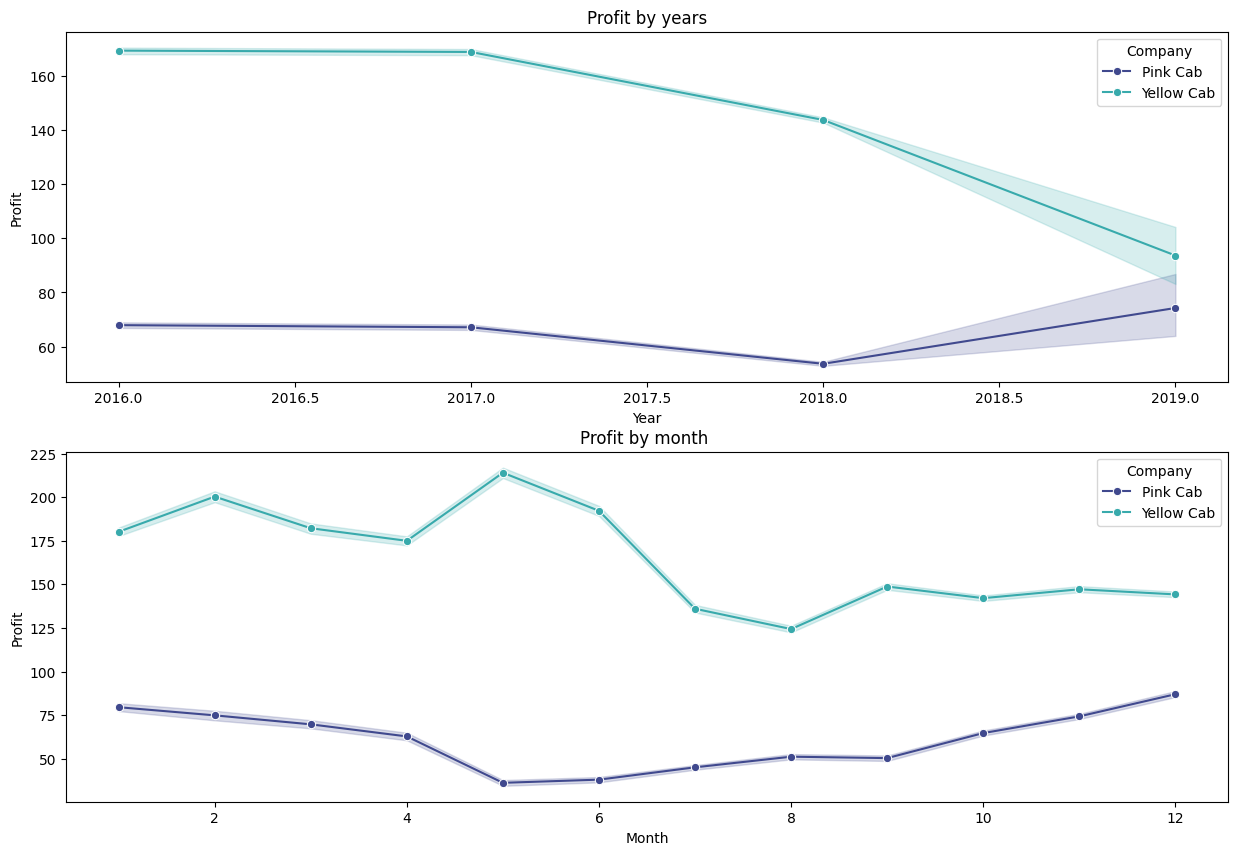 Profit by years
Profit
160
140
120
100
80
60
Company
Pink Cab
Yellow Cab
2016.0 2016.5 2017.0 2017.5 2018.0 2018.5 2019.0
Year
Profit by month
Profit
225
200
175
150
125
100
75
50
Company
Pink Cab
Yellow Cab
2 4 6 8 10 12
Month